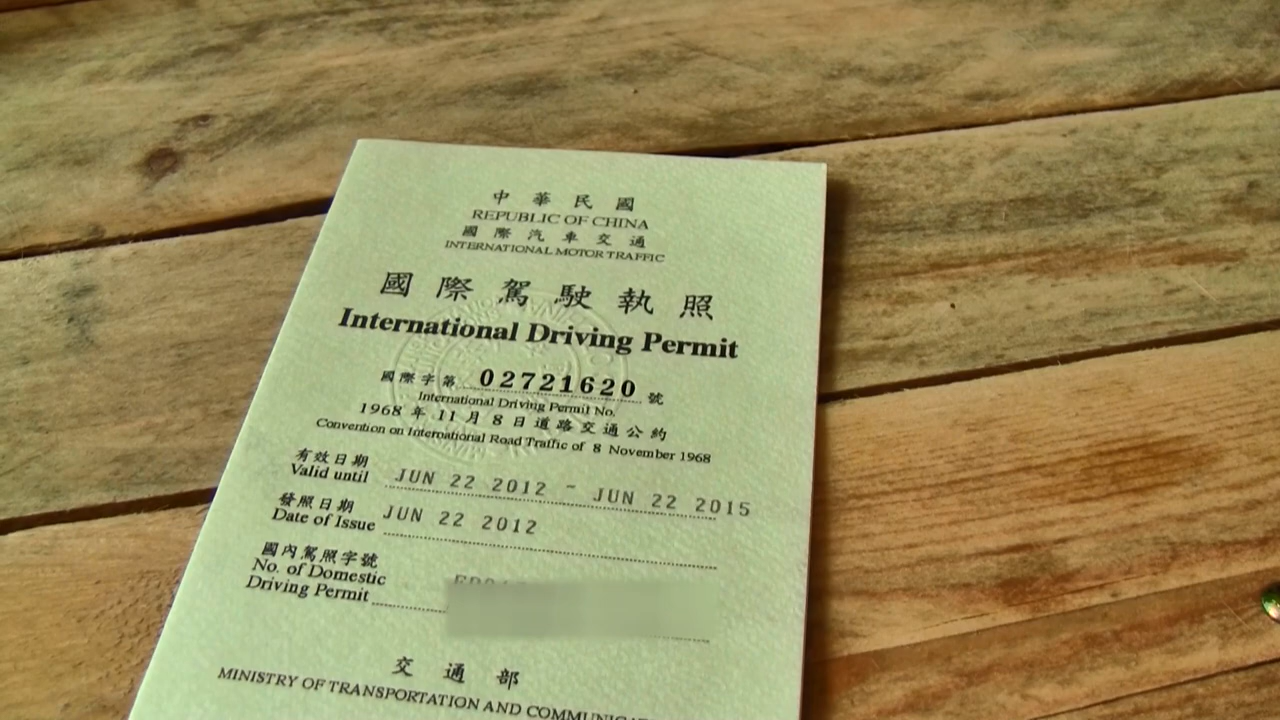 中華民國
REPUBLIC OF CHINA
國際汽車交通
INTERNATIONAL MOTOR TRAFFIC
國際駕駛執照
International Driving Permit
國際字第 02721620 號
International Driving Permit No.
1968 年 11 月 8 日道路交通公約
Convention on International Road Traffic of 8 November 1968
有效日期
Valid until JUN 22 2012 - JUN 22 2015
發照日期
Date of Issue JUN 22 2012
國內駕照字號
No. of Domestic
Driving Permit
交通部
MINISTRY OF TRANSPORTATION AND